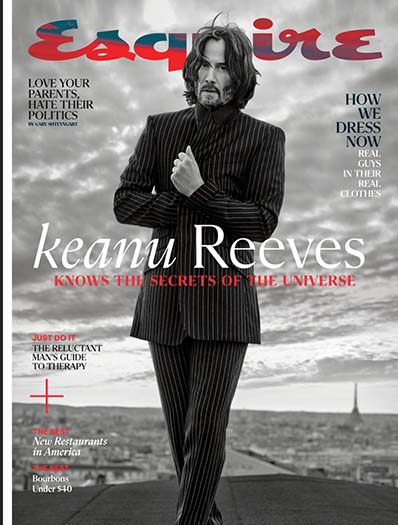 Esquire
LOVE YOUR
PARENTS,
HATE THEIR
POLITICS
BY GARY SHTEYNGART
HOW
WE
DRESS
NOW
REAL
GUYS
IN THEIR
REAL
CLOTHES
keanu Reeves
KNOWS THE SECRETS OF THE UNIVERSE
JUST DO IT
THE RELUCTANT
MAN'S GUIDE
TO THERAPY
THE BEST
New Restaurants
in America
THE BEST
Bourbons
Under $40